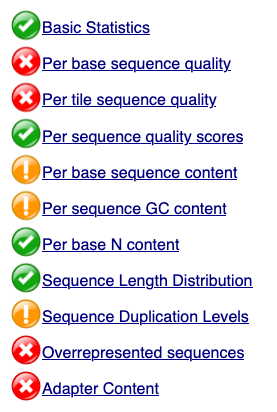 Basic Statistics
Per base sequence quality
Per tile sequence quality
Per sequence quality scores
Per base sequence content
Per sequence GC content
Per base N content
Sequence Length Distribution
Sequence Duplication Levels
Overrepresented sequences
Adapter Content